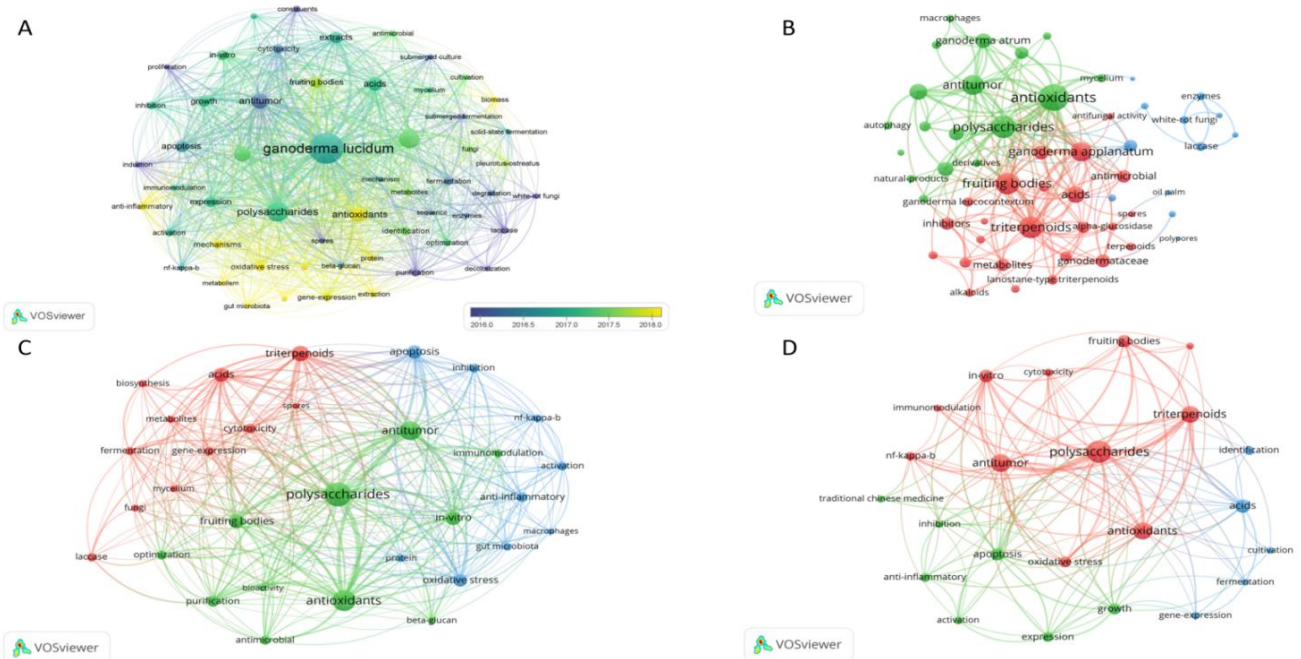 A
constituents
extracts
antimicrobial
in-vitro
cytotoxicity
submerged culture
proliferation
fruiting bodies
acids
cultivation
mycelium
biomass
inhibition
growth
antitumor
submerged-fermentation
solid-state fermentation
apoptosis
ganoderma lucidum
fungi
pleurotus-ostreatus
induction
mechanism
fermentation
immunomodulation
metabolites
degradation
white-rot fungi
anti-inflammatory
expression
polysaccharides
antioxidants
sequence
enzymes
laccase
activation
spores
identification
optimization
mechanisms
protein
nf-kappa-b
oxidative stress
beta-glucan
purification
decolorization
metabolism
gene-expression
extraction
gut microbiota
VOSviewer
2016.0 2016.5 2017.0 2017.5 2018.0
B
macrophages
ganoderma atrum
mycelium
antitumor
antioxidants
enzymes
antifungal activity
white-rot fungi
autophagy
polysaccharides
laccase
derivatives
ganoderma applanatum
natural-products
fruiting bodies
antimicrobial
ganoderma leucocontextum
acids
oil palm
spores
inhibitors
triterpenoids
alpha-glucosidase
polypores
terpenoids
metabolites
ganodermataceae
lanostane-type triterpenoids
alkaloids
VOSviewer
C
triterpenoids
apoptosis
acids
inhibition
biosynthesis
spores
metabolites
nf-kappa-b
cytotoxicity
antitumor
fermentation
gene-expression
immunomodulation
activation
mycelium
polysaccharides
anti-inflammatory
fungi
fruiting bodies
in-vitro
macrophages
gut microbiota
laccase
optimization
protein
oxidative stress
bioactivity
purification
antioxidants
beta-glucan
antimicrobial
VOSviewer
D
fruiting bodies
in-vitro
cytotoxicity
immunomodulation
triterpenoids
nf-kappa-b
polysaccharides
identification
antitumor
traditional chinese medicine
acids
inhibition
antioxidants
apoptosis
oxidative stress
cultivation
anti-inflammatory
fermentation
growth
gene-expression
activation
expression
VOSviewer